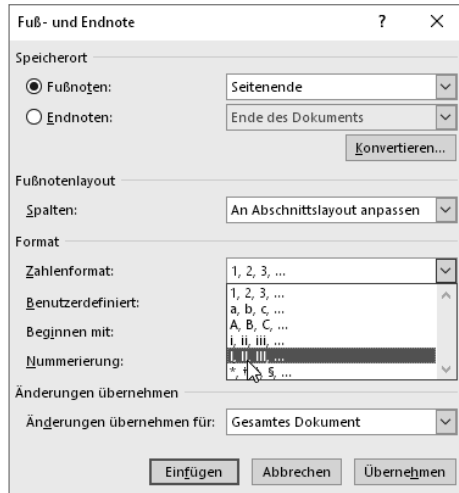 Fuß- und Endnote ? ✕
Speicherort
Fußnoten: Seitenende
Endnoten: Ende des Dokuments
Konvertieren...
Fußnotenlayout
Spalten: An Abschnittslayout anpassen
Format
Zahlenformat: 1, 2, 3, ...
Benutzerdefiniert: 1, 2, 3, ...
a, b, c, ...
Beginnen mit: A, B, C, ...
i, ii, iii, ...
Nummerierung: I, II, III, ...
*, †, §, ...
Änderungen übernehmen
Änderungen übernehmen für: Gesamtes Dokument
Einfügen Abbrechen Übernehmen